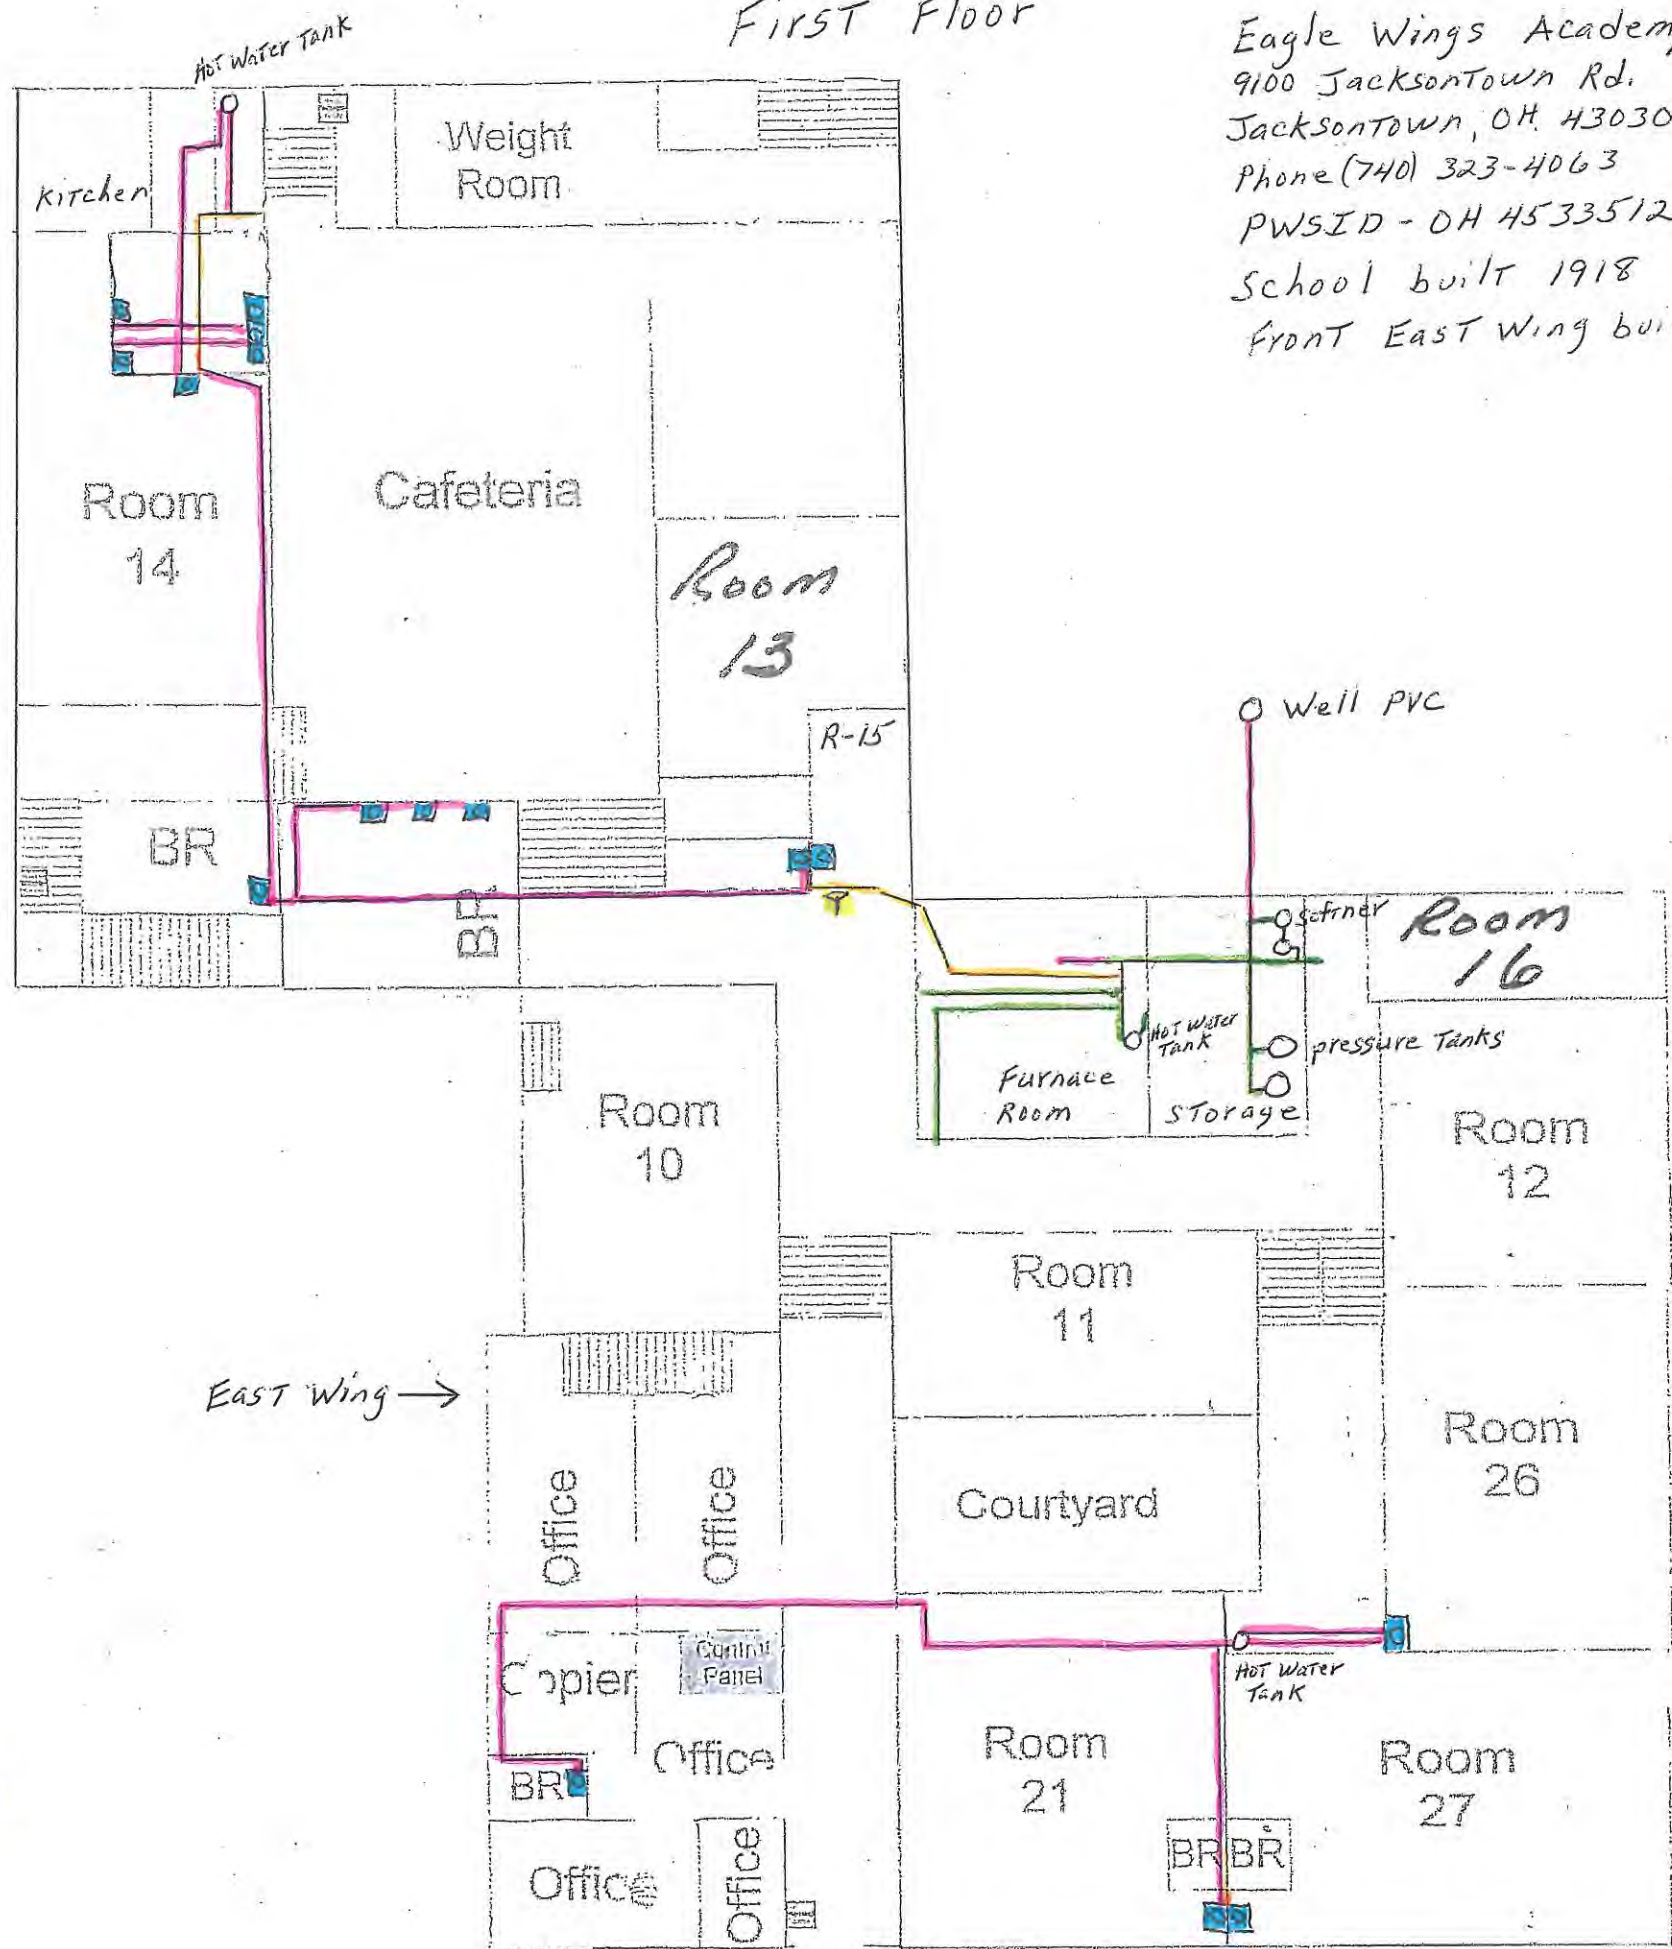 First Floor
Eagle Wings Academ
9100 Jacksontown Rd.
Jacksontown, OH. 43030
Phone (740) 323-4063
PWSID - OH 4533512
School built 1918
Front East Wing bui
Hot Water Tank
Kitchen
Weight
Room
Room
14
Cafeteria
Room
13
R-15
Well PVC
BR
BR
Softner
Room
16
Hot Water
Tank
pressure Tanks
Furnace
Room
Storage
Room
10
Room
12
Room
11
East Wing →
Office
Office
Courtyard
Room
26
Copier
Control
Panel
Hot Water
Tank
BR
Office
Room
21
Room
27
BR
BR
Office
Office